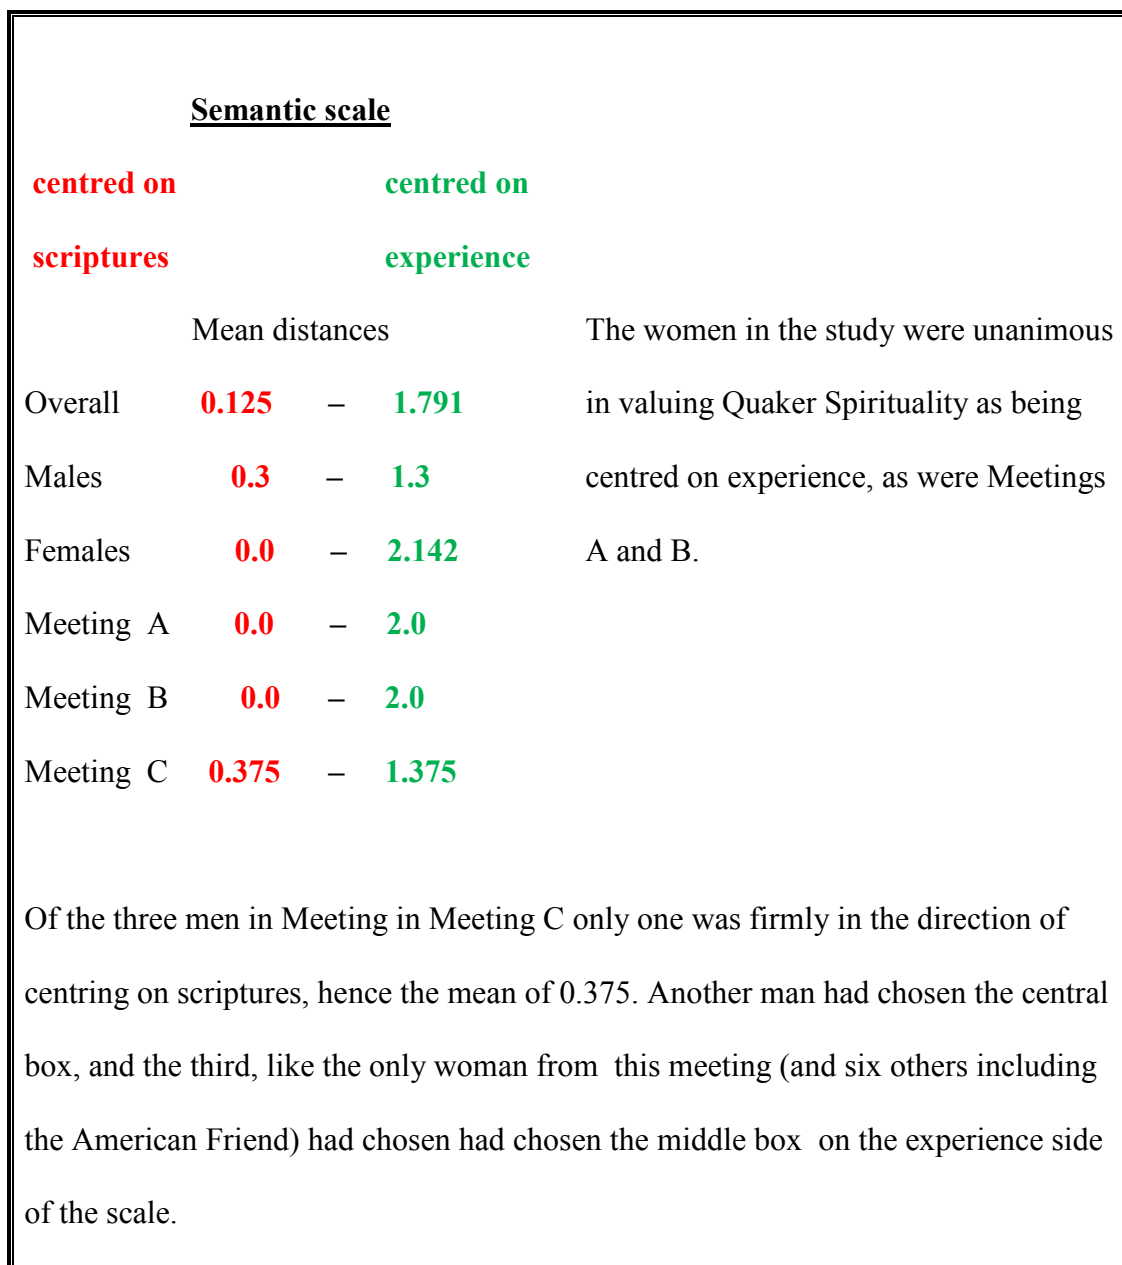 Semantic scale
centred on centred on
scriptures experience
Mean distances The women in the study were unanimous
Overall 0.125 – 1.791 in valuing Quaker Spirituality as being
Males 0.3 – 1.3 centred on experience, as were Meetings
Females 0.0 – 2.142 A and B.
Meeting A 0.0 – 2.0
Meeting B 0.0 – 2.0
Meeting C 0.375 – 1.375
Of the three men in Meeting in Meeting C only one was firmly in the direction of
centring on scriptures, hence the mean of 0.375. Another man had chosen the central
box, and the third, like the only woman from this meeting (and six others including
the American Friend) had chosen had chosen the middle box on the experience side
of the scale.